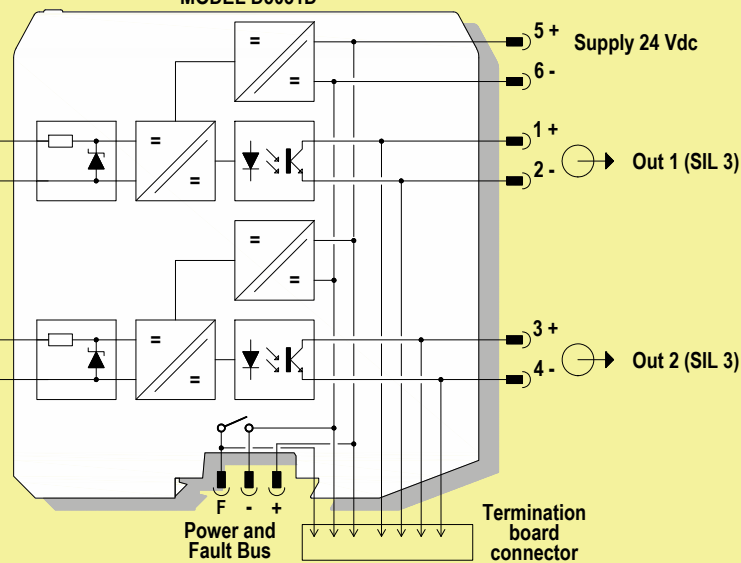 5 +
Supply 24 Vdc
6 -
1 +
2 -
Out 1 (SIL 3)
3 +
4 -
Out 2 (SIL 3)
F - +
Power and
Fault Bus
Termination
board
connector